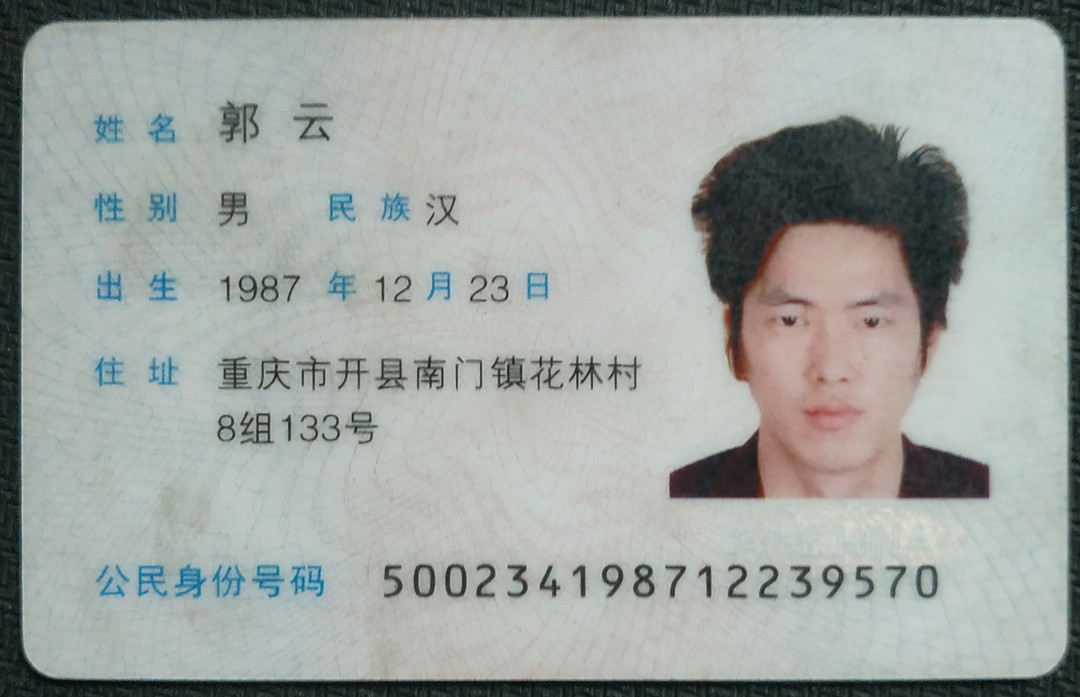 姓名 郭云
性别 男 民族 汉
出生 1987 年 12 月 23 日
住址 重庆市开县南门镇花林村
8组133号
公民身份号码 500234198712239570